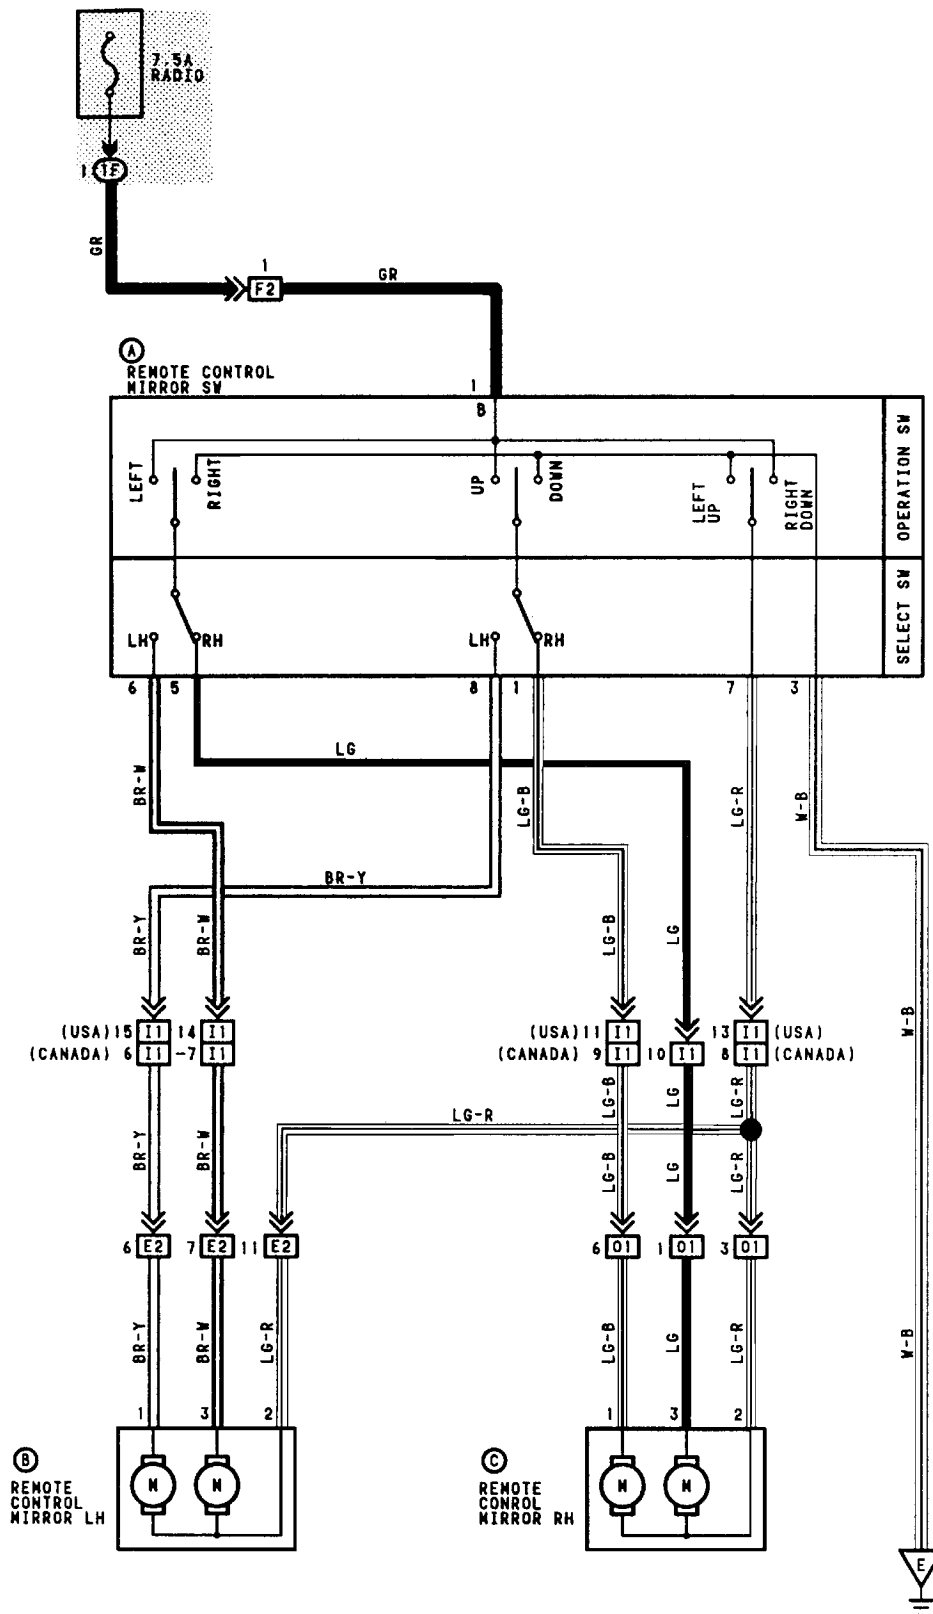 7.5A
RADIO
1 1F
GR
1
F2
GR
A
REMOTE CONTROL
MIRROR SW
1
B
LEFT
RIGHT
UP
DOWN
LEFT
UP
RIGHT
DOWN
OPERATION SW
LH
RH
LH
RH
SELECT SW
6 5 8 1 7 3
LG
BR-W
LG-B
LG-R
W-B
BR-Y
BR-Y
BR-W
LG-B
LG
W-B
(USA)15 I1 14 I1
(USA)11 I1
13 I1 (USA)
(CANADA) 6 I1 -7 I1
(CANADA) 9 I1
10 I1
8 I1 (CANADA)
LG-B
LG
LG-R
LG-R
BR-Y
BR-W
LG-B
LG
LG-R
6 E2 7 E2 11 E2
6 O1 1 O1 3 O1
BR-Y
BR-W
LG-R
LG-B
LG
LG-R
W-B
1 3 2
1 3 2
B
REMOTE
CONTROL
MIRROR LH
M M
C
REMOTE
CONROL
MIRROR RH
M M
E